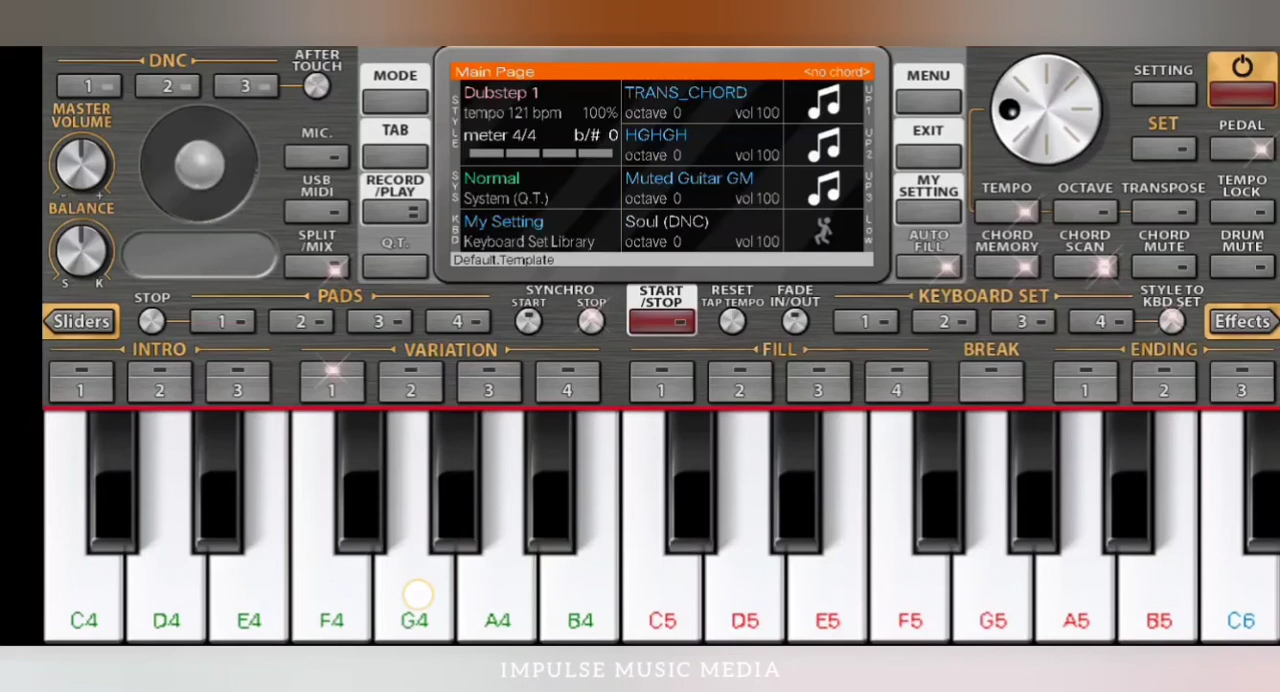 DNC
1
2
3
AFTER
TOUCH
MASTER
VOLUME
- +
BALANCE
S K
MIC.
USB
MIDI
SPLIT
/MIX
MODE
TAB
RECORD
/PLAY
Q.T.
STYLE
SYS
KBD
Main Page
<no chord>
Dubstep 1
tempo 121 bpm 100%
meter 4/4 b/# 0
Normal
System (Q.T.)
My Setting
Keyboard Set Library
Default.Template
TRANS_CHORD
octave 0 vol 100
HGHGH
octave 0 vol 100
Muted Guitar GM
octave 0 vol 100
Soul (DNC)
octave 0 vol 100
UP1
UP2
UP3
Low
MENU
EXIT
MY
SETTING
AUTO
FILL
SETTING
SET
PEDAL
TEMPO
OCTAVE
TRANSPOSE
TEMPO
LOCK
CHORD
MEMORY
CHORD
SCAN
CHORD
MUTE
DRUM
MUTE
Sliders
STOP
PADS
1
2
3
4
SYNCHRO
START
STOP
START
/STOP
RESET
TAP TEMPO
FADE
IN/OUT
KEYBOARD SET
1
2
3
4
STYLE TO
KBD SET
Effects
INTRO
1
2
3
VARIATION
1
2
3
4
FILL
1
2
3
4
BREAK
ENDING
1
2
3
C4 D4 E4 F4 G4 A4 B4 C5 D5 E5 F5 G5 A5 B5 C6
IMPULSE MUSIC MEDIA